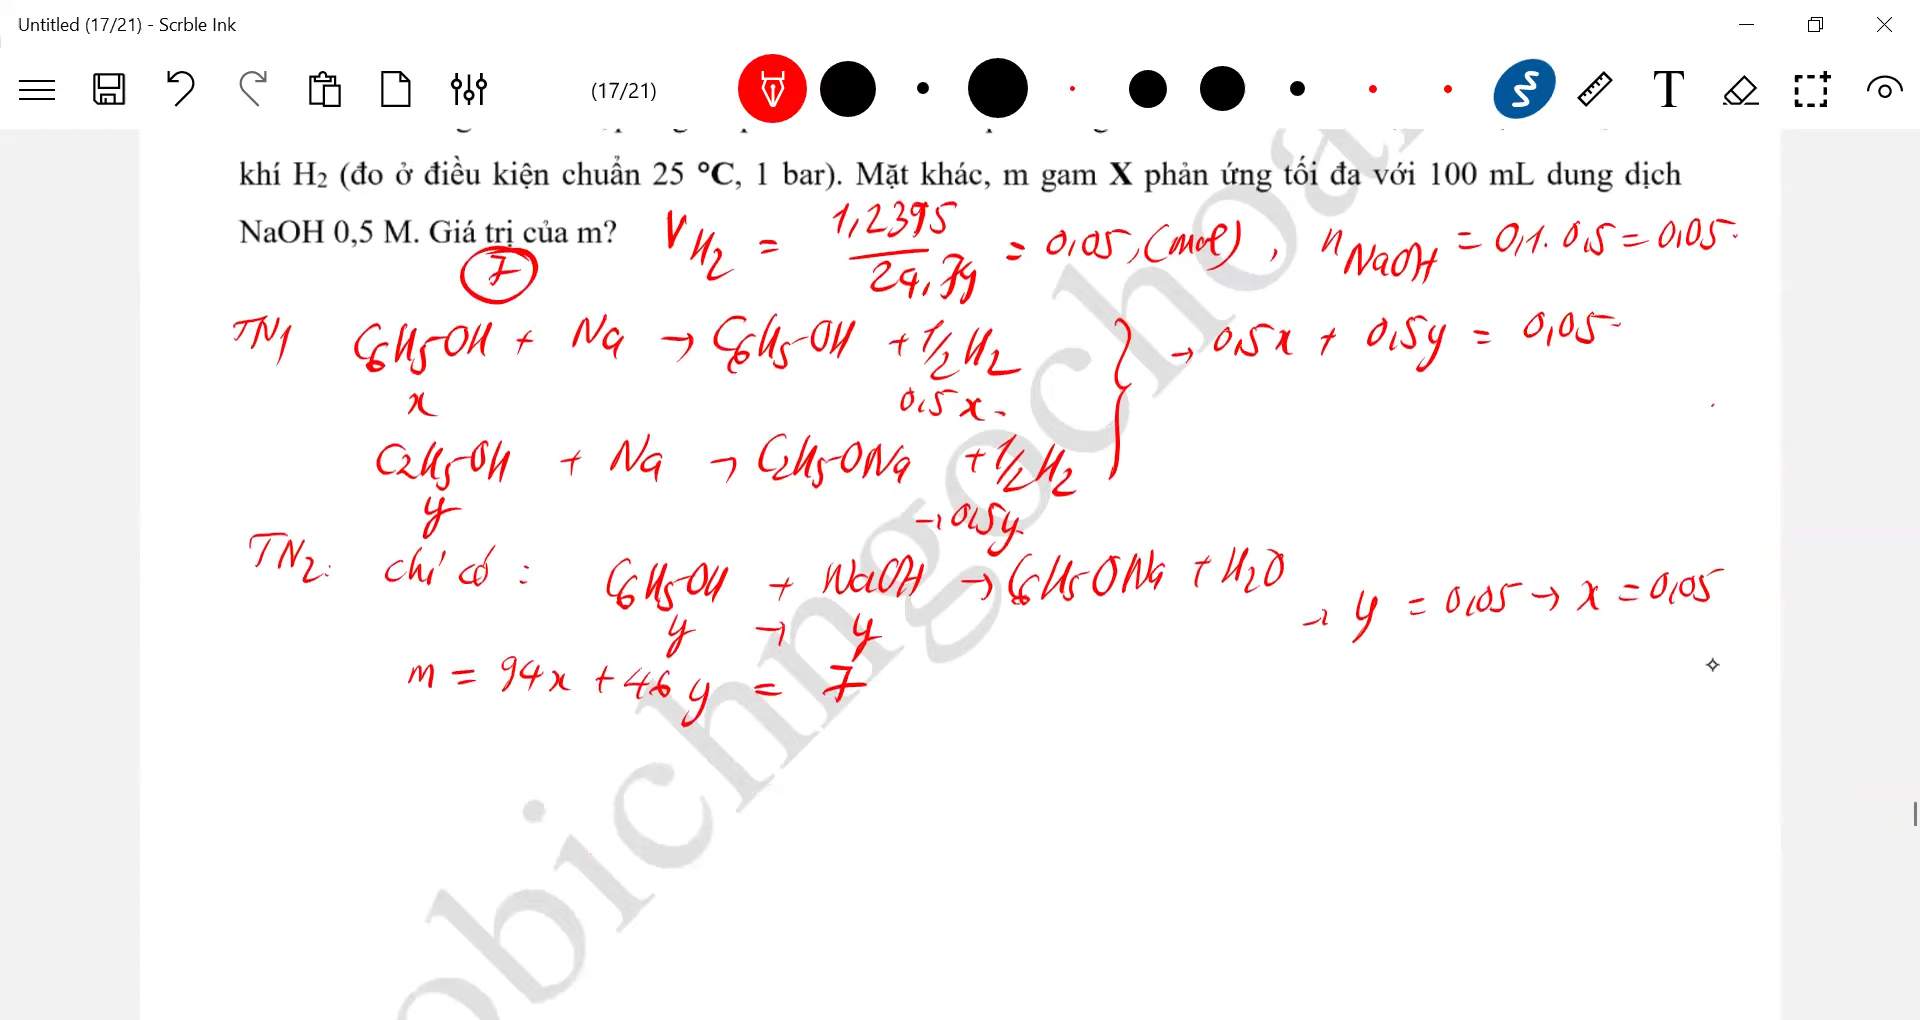 Untitled (17/21) - Scrble Ink
(17/21)
khí H₂ (đo ở điều kiện chuẩn 25 °C, 1 bar). Mặt khác, m gam X phản ứng tối đa với 100 mL dung dịch
NaOH 0,5 M. Giá trị của m?
V H₂ = 1,2395 / 24,79 = 0,05 (mol), n NaOH = 0,1. 0,5 = 0,05.
7
TN1 C6H5OH + Na → C6H5-OH + 1/2 H2 → 0,5x + 0,5y = 0,05.
x 0,5x.
C2H5OH + Na → C2H5ONa + 1/2 H2
y → 0,5y
TN2: chỉ có : C6H5OH + NaOH → C6H5ONa + H2O
y → y → y = 0,05 → x = 0,05
m = 94x + 46y = 7
obichngochoa